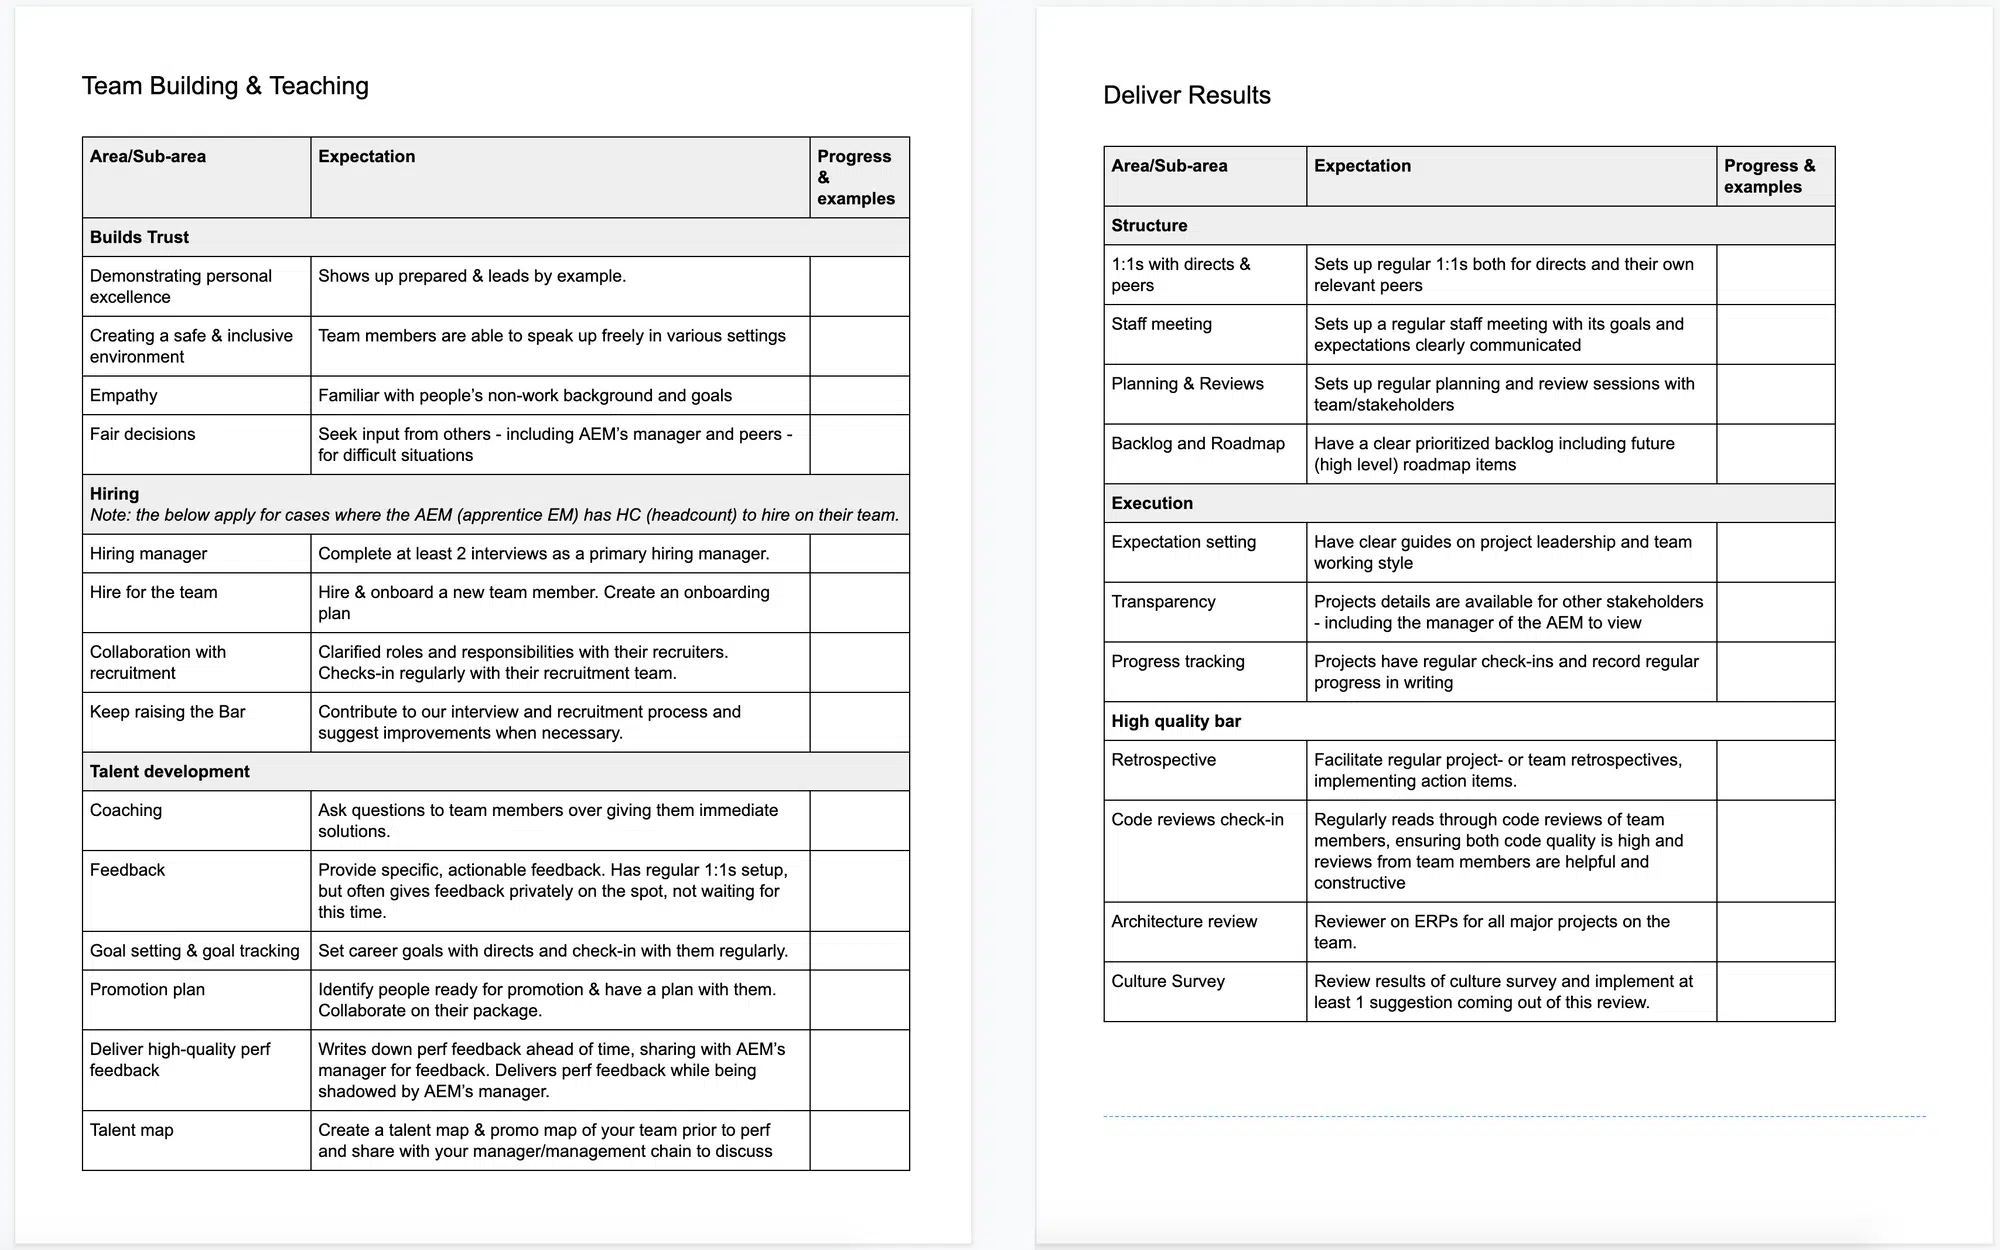 Team Building & Teaching
Area/Sub-area
Expectation
Progress
&
examples
Builds Trust
Demonstrating personal
excellence
Shows up prepared & leads by example.
Creating a safe & inclusive
environment
Team members are able to speak up freely in various settings
Empathy
Familiar with people’s non-work background and goals
Fair decisions
Seek input from others - including AEM’s manager and peers -
for difficult situations
Hiring
Note: the below apply for cases where the AEM (apprentice EM) has HC (headcount) to hire on their team.
Hiring manager
Complete at least 2 interviews as a primary hiring manager.
Hire for the team
Hire & onboard a new team member. Create an onboarding
plan
Collaboration with
recruitment
Clarified roles and responsibilities with their recruiters.
Checks-in regularly with their recruitment team.
Keep raising the Bar
Contribute to our interview and recruitment process and
suggest improvements when necessary.
Talent development
Coaching
Ask questions to team members over giving them immediate
solutions.
Feedback
Provide specific, actionable feedback. Has regular 1:1s setup,
but often gives feedback privately on the spot, not waiting for
this time.
Goal setting & goal tracking
Set career goals with directs and check-in with them regularly.
Promotion plan
Identify people ready for promotion & have a plan with them.
Collaborate on their package.
Deliver high-quality perf
feedback
Writes down perf feedback ahead of time, sharing with AEM’s
manager for feedback. Delivers perf feedback while being
shadowed by AEM’s manager.
Talent map
Create a talent map & promo map of your team prior to perf
and share with your manager/management chain to discuss
Deliver Results
Area/Sub-area
Expectation
Progress &
examples
Structure
1:1s with directs &
peers
Sets up regular 1:1s both for directs and their own
relevant peers
Staff meeting
Sets up a regular staff meeting with its goals and
expectations clearly communicated
Planning & Reviews
Sets up regular planning and review sessions with
team/stakeholders
Backlog and Roadmap
Have a clear prioritized backlog including future
(high level) roadmap items
Execution
Expectation setting
Have clear guides on project leadership and team
working style
Transparency
Projects details are available for other stakeholders
- including the manager of the AEM to view
Progress tracking
Projects have regular check-ins and record regular
progress in writing
High quality bar
Retrospective
Facilitate regular project- or team retrospectives,
implementing action items.
Code reviews check-in
Regularly reads through code reviews of team
members, ensuring both code quality is high and
reviews from team members are helpful and
constructive
Architecture review
Reviewer on ERPs for all major projects on the
team.
Culture Survey
Review results of culture survey and implement at
least 1 suggestion coming out of this review.